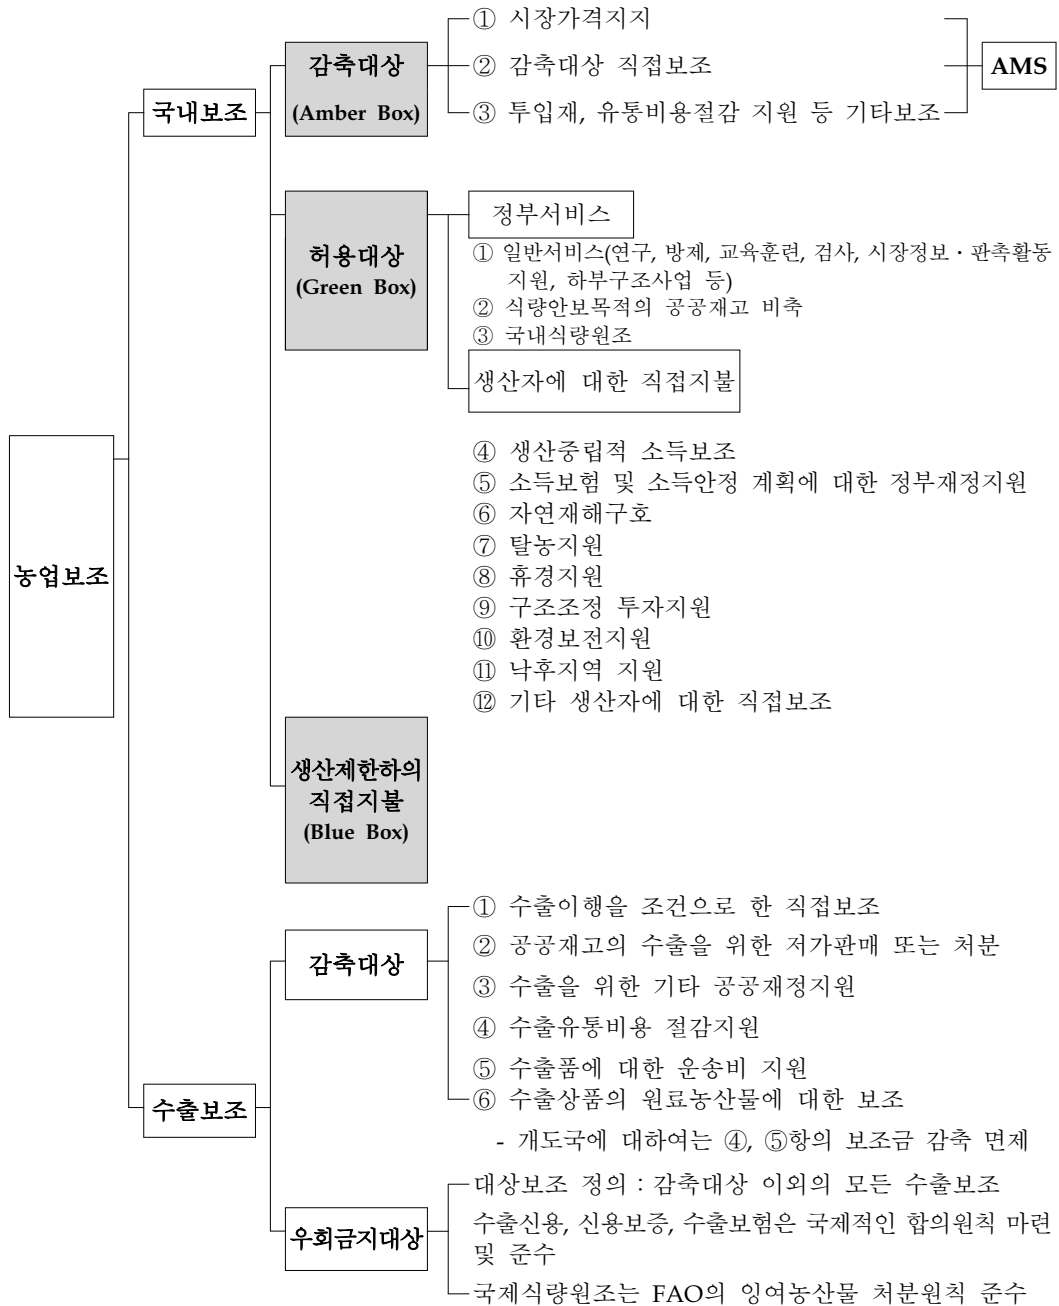 ① 시장가격지지
감축대상
② 감축대상 직접보조
AMS
국내보조
(Amber Box)
③ 투입재, 유통비용절감 지원 등 기타보조
정부서비스
허용대상
(Green Box)
① 일반서비스(연구, 방제, 교육훈련, 검사, 시장정보・판촉활동
지원, 하부구조사업 등)
② 식량안보목적의 공공재고 비축
③ 국내식량원조
생산자에 대한 직접지불
④ 생산중립적 소득보조
⑤ 소득보험 및 소득안정 계획에 대한 정부재정지원
⑥ 자연재해구호
⑦ 탈농지원
농업보조
⑧ 휴경지원
⑨ 구조조정 투자지원
⑩ 환경보전지원
⑪ 낙후지역 지원
⑫ 기타 생산자에 대한 직접보조
생산제한하의
직접지불
(Blue Box)
① 수출이행을 조건으로 한 직접보조
감축대상
② 공공재고의 수출을 위한 저가판매 또는 처분
③ 수출을 위한 기타 공공재정지원
④ 수출유통비용 절감지원
⑤ 수출품에 대한 운송비 지원
수출보조
⑥ 수출상품의 원료농산물에 대한 보조
- 개도국에 대하여는 ④, ⑤항의 보조금 감축 면제
대상보조 정의 : 감축대상 이외의 모든 수출보조
우회금지대상
수출신용, 신용보증, 수출보험은 국제적인 합의원칙 마련
및 준수
국제식량원조는 FAO의 잉여농산물 처분원칙 준수